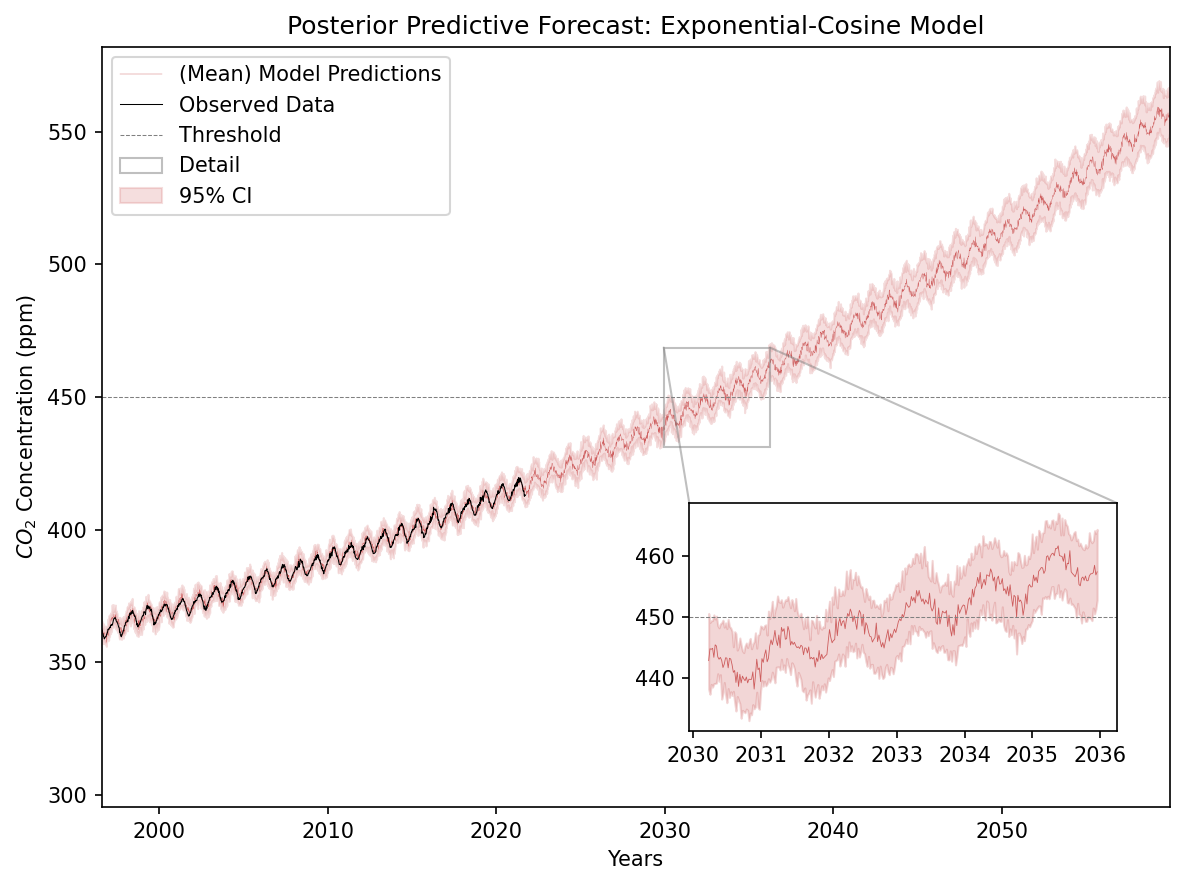 Posterior Predictive Forecast: Exponential-Cosine Model
(Mean) Model Predictions
Observed Data
Threshold
Detail
95% CI
CO₂ Concentration (ppm)
550
500
450
400
350
300
460
450
440
2030 2031 2032 2033 2034 2035 2036
2000 2010 2020 2030 2040 2050
Years